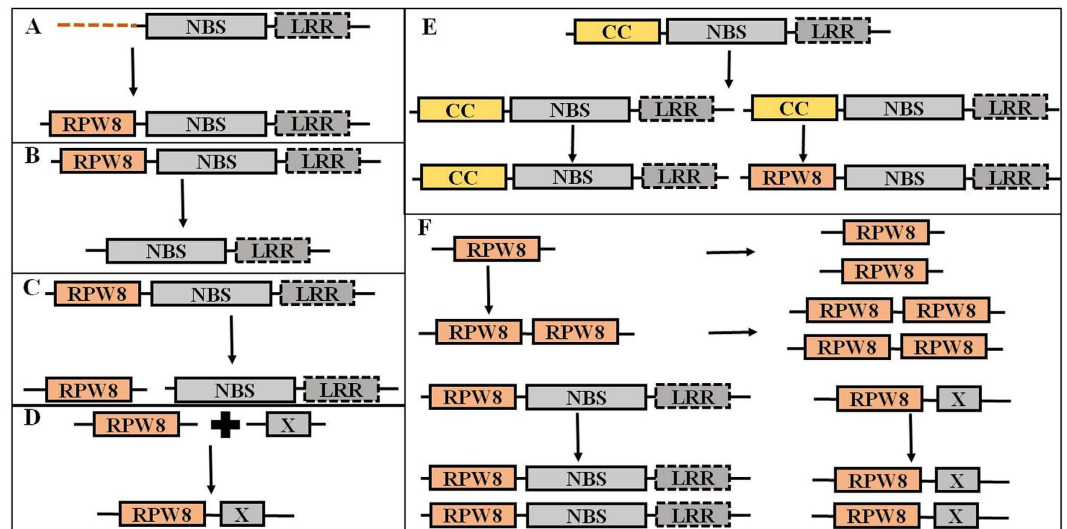 A
NBS LRR
RPW8 NBS LRR
B
RPW8 NBS LRR
NBS LRR
C
RPW8 NBS LRR
RPW8 NBS LRR
D
RPW8 X
RPW8 X
E
CC NBS LRR
CC NBS LRR CC NBS LRR
CC NBS LRR RPW8 NBS LRR
F
RPW8 RPW8
RPW8
RPW8 RPW8 RPW8 RPW8
RPW8 RPW8
RPW8 NBS LRR RPW8 X
RPW8 NBS LRR RPW8 X
RPW8 NBS LRR RPW8 X